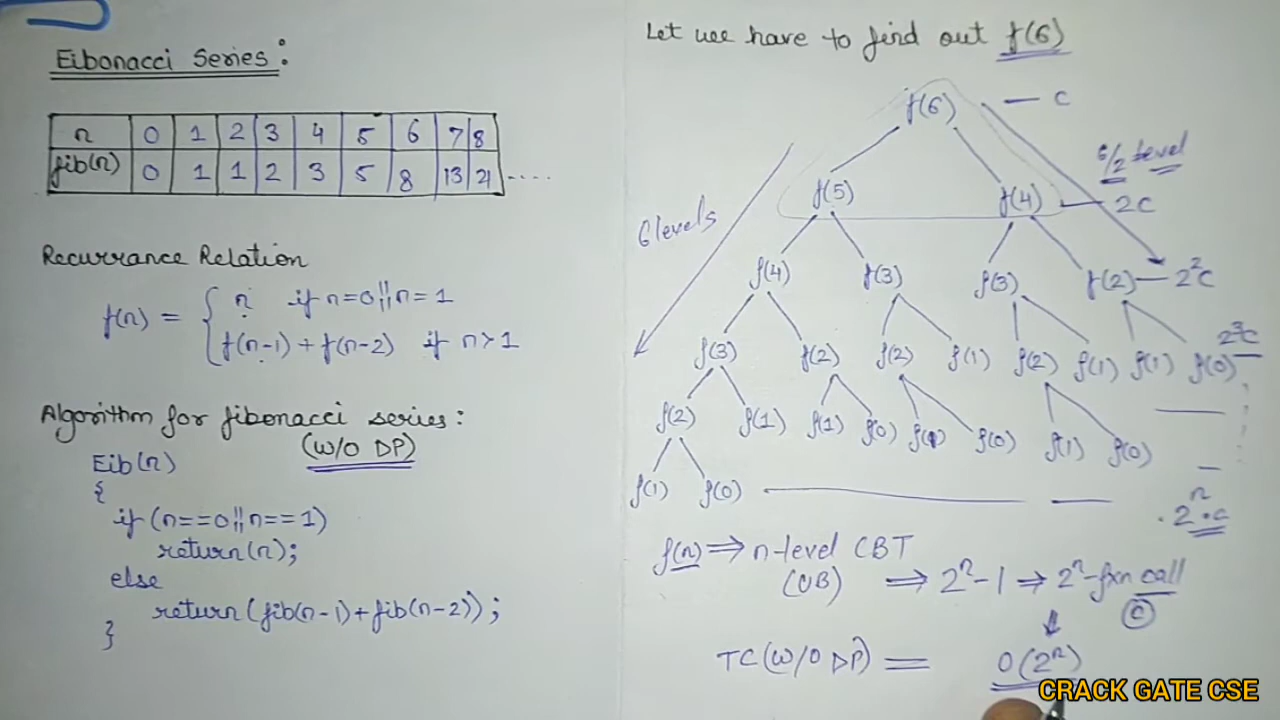 Eibonacci Series:
n 0 1 2 3 4 5 6 7 8
fib(n) 0 1 1 2 3 5 8 13 21 ....
Recurrance Relation
f(n) = { n if n=0||n=1
f(n-1) + f(n-2) if n>1
Algorithm for fibonacci series:
(W/O DP)
Eib(n)
{
if (n==0||n==1)
return(n);
else
return(fib(n-1)+fib(n-2));
}
Let we have to find out f(6)
f(6) — c
6/2 level
6 levels
f(5) f(4) — 2c
f(4) f(3) f(3) f(2) — 2²c
f(3) f(2) f(2) f(1) f(2) f(1) f(1) f(0) 2³c
f(2) f(1) f(1) f(0) f(1) f(0) f(1) f(0)
f(1) f(0)
2ⁿ·c
f(n) ⇒ n-level CBT
(UB) ⇒ 2ⁿ-1 ⇒ 2ⁿ-fxn call
(c)
TC(W/O DP) = O(2ⁿ)
CRACK GATE CSE